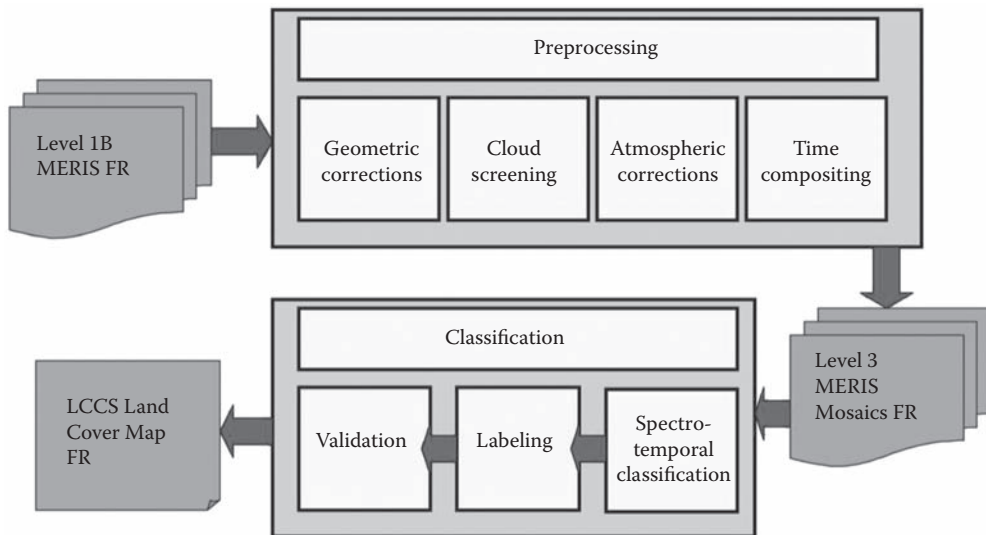 Preprocessing
Level 1B
MERIS FR
Geometric
corrections
Cloud
screening
Atmospheric
corrections
Time
compositing
Level 3
MERIS
Mosaics FR
Classification
Spectro-
temporal
classification
Labeling
Validation
LCCS Land
Cover Map
FR